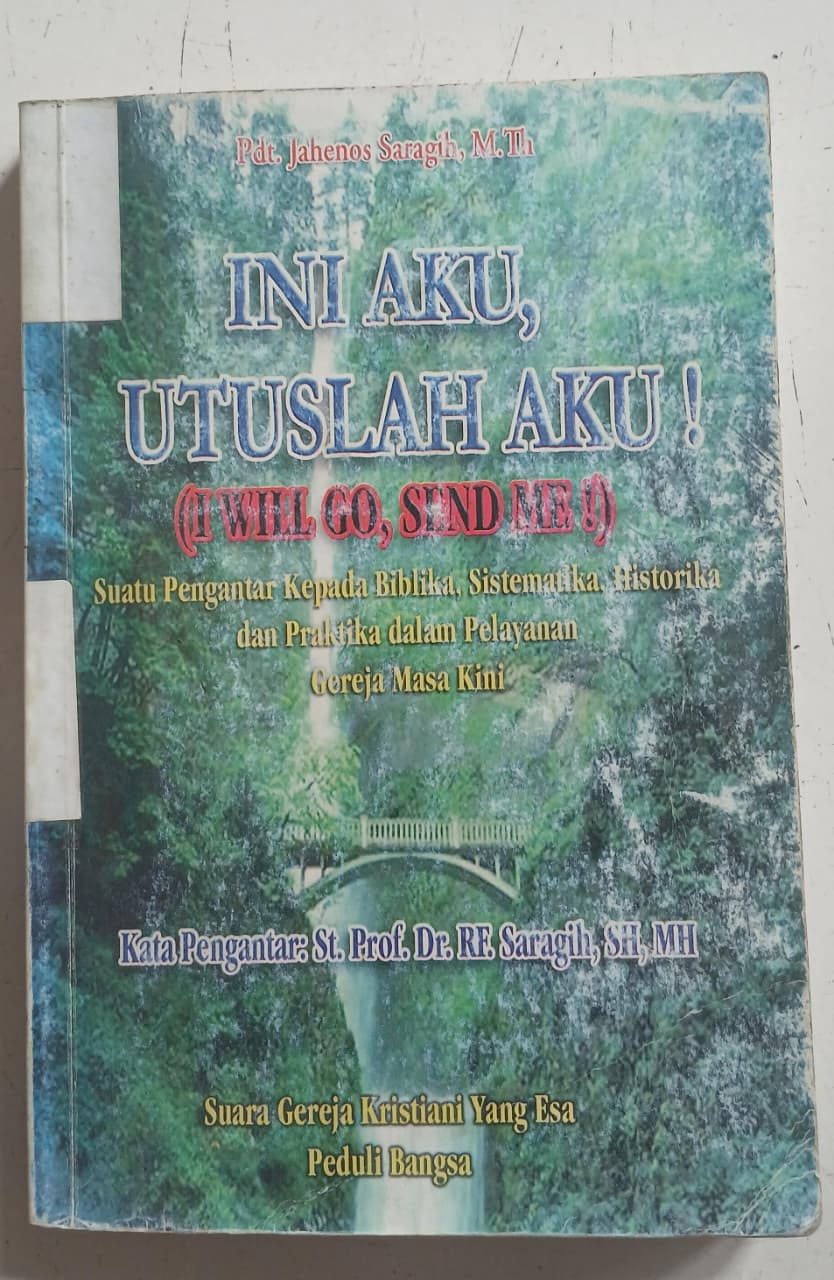 Pdt. Jahenos Saragih, M.Th
INI AKU,
UTUSLAH AKU !
(I WILL GO, SEND ME !)
Suatu Pengantar Kepada Biblika, Sistematika, Historika
dan Praktika dalam Pelayanan
Gereja Masa Kini
Kata Pengantar: St. Prof. Dr. RF. Saragih, SH, MH
Suara Gereja Kristiani Yang Esa
Peduli Bangsa